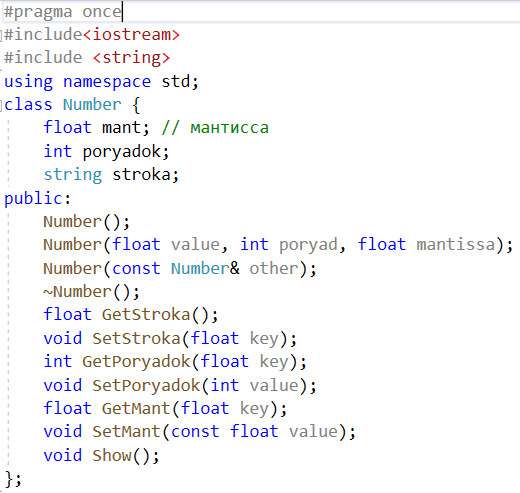 #pragma once
#include<iostream>
#include <string>
using namespace std;
class Number {
    float mant; // мантисса
    int poryadok;
    string stroka;
public:
    Number();
    Number(float value, int poryad, float mantissa);
    Number(const Number& other);
    ~Number();
    float GetStroka();
    void SetStroka(float key);
    int GetPoryadok(float key);
    void SetPoryadok(int value);
    float GetMant(float key);
    void SetMant(const float value);
    void Show();
};